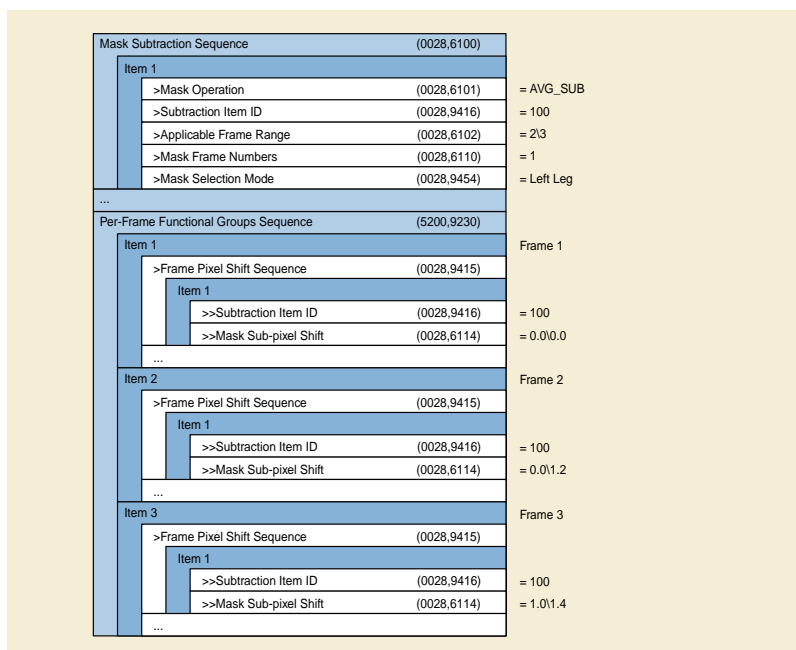 Mask Subtraction Sequence (0028,6100)
Item 1
>Mask Operation (0028,6101) = AVG_SUB
>Subtraction Item ID (0028,9416) = 100
>Applicable Frame Range (0028,6102) = 2\3
>Mask Frame Numbers (0028,6110) = 1
>Mask Selection Mode (0028,9454) = Left Leg
...
Per-Frame Functional Groups Sequence (5200,9230)
Item 1 Frame 1
>Frame Pixel Shift Sequence (0028,9415)
Item 1
>>Subtraction Item ID (0028,9416) = 100
>>Mask Sub-pixel Shift (0028,6114) = 0.0\0.0
...
Item 2 Frame 2
>Frame Pixel Shift Sequence (0028,9415)
Item 1
>>Subtraction Item ID (0028,9416) = 100
>>Mask Sub-pixel Shift (0028,6114) = 0.0\1.2
...
Item 3 Frame 3
>Frame Pixel Shift Sequence (0028,9415)
Item 1
>>Subtraction Item ID (0028,9416) = 100
>>Mask Sub-pixel Shift (0028,6114) = 1.0\1.4
...